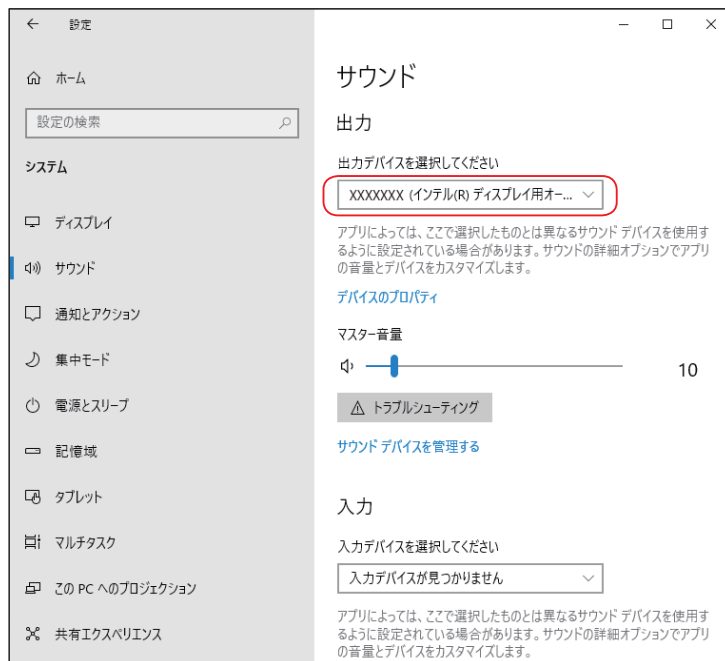 設定
ホーム
設定の検索
システム
ディスプレイ
サウンド
通知とアクション
集中モード
電源とスリープ
記憶域
タブレット
マルチタスク
この PC へのプロジェクション
共有エクスペリエンス
サウンド
出力
出力デバイスを選択してください
XXXXXXX (インテル(R) ディスプレイ用オー...
アプリによっては、ここで選択したものとは異なるサウンド デバイスを使用す
るように設定されている場合があります。サウンドの詳細オプションでアプリ
の音量とデバイスをカスタマイズします。
デバイスのプロパティ
マスター音量
10
トラブルシューティング
サウンド デバイスを管理する
入力
入力デバイスを選択してください
入力デバイスが見つかりません
アプリによっては、ここで選択したものとは異なるサウンド デバイスを使用す
るように設定されている場合があります。サウンドの詳細オプションでアプリ
の音量とデバイスをカスタマイズします。